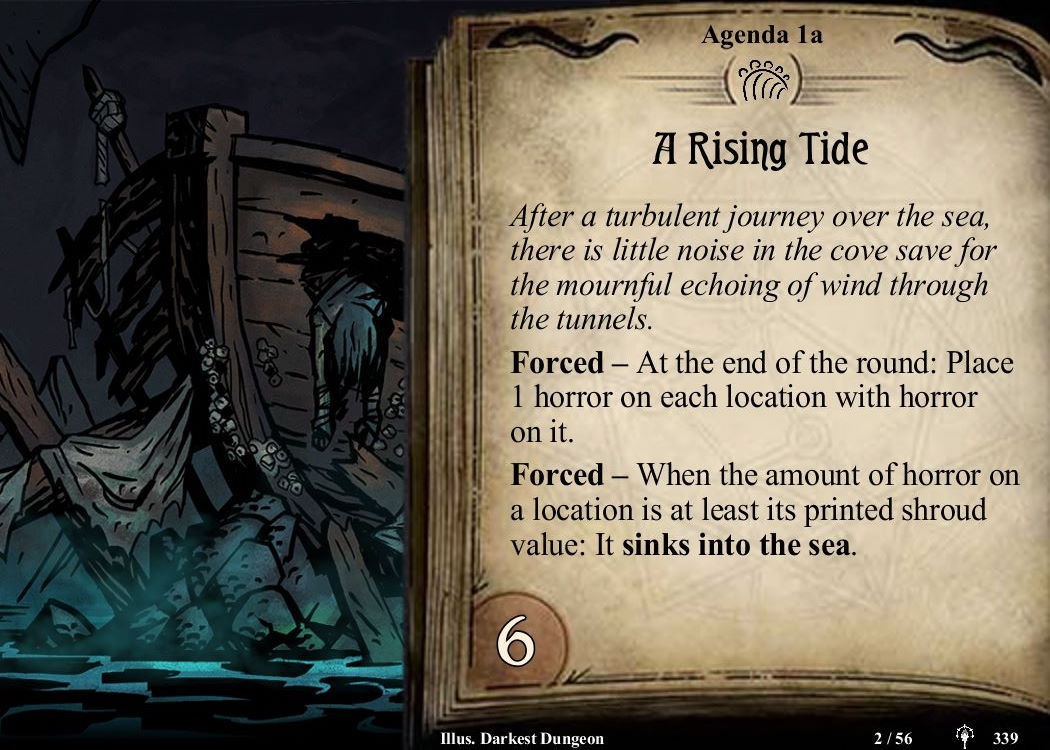 Agenda 1a
A Rising Tide
After a turbulent journey over the sea,
there is little noise in the cove save for
the mournful echoing of wind through
the tunnels.
Forced – At the end of the round: Place
1 horror on each location with horror
on it.
Forced – When the amount of horror on
a location is at least its printed shroud
value: It sinks into the sea.
6
Illus. Darkest Dungeon
2 / 56
339